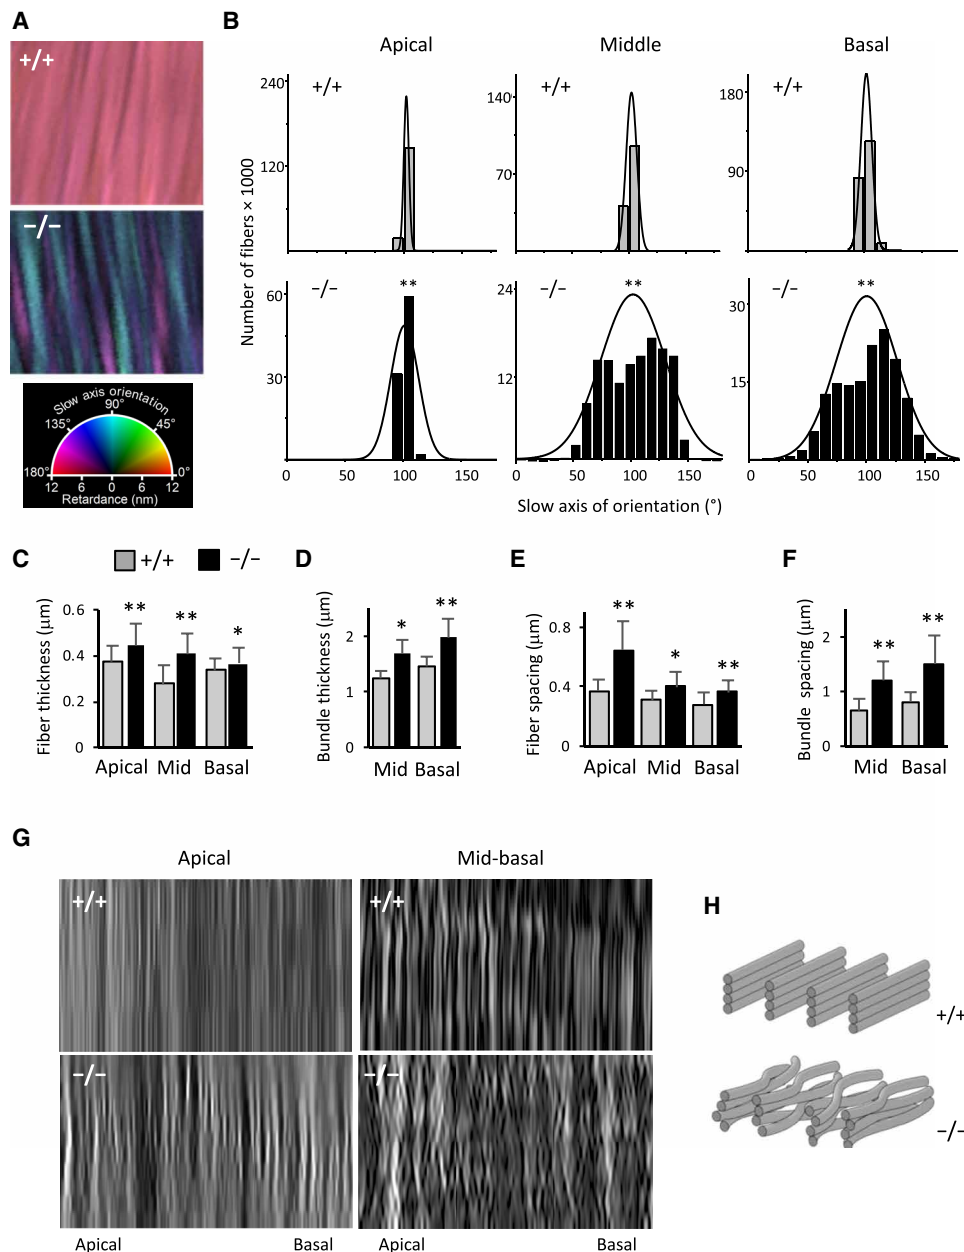 A
+/+
−/−
Slow axis orientation
90°
135°
45°
180°
0°
12 6 0 6 12
Retardance (nm)
B
Apical
Middle
Basal
Number of fibers × 1000
+/+
240
120
+/+
140
70
+/+
180
90
−/−
**
60
30
0
−/−
**
24
12
0
−/−
**
30
15
0
0 50 100 150
0 50 100 150
0 50 100 150
Slow axis of orientation (°)
+/+
−/−
C
Fiber thickness (μm)
0.6
0.4
0.2
0
**
**
*
Apical Mid Basal
D
Bundle thickness (μm)
2
1
0
*
**
Mid Basal
E
Fiber spacing (μm)
0.8
0.4
0
**
*
**
Apical Mid Basal
F
Bundle spacing (μm)
2
1
0
**
**
Mid Basal
G
Apical
Mid-basal
+/+
+/+
−/−
−/−
Apical
Basal
Apical
Basal
H
+/+
−/−